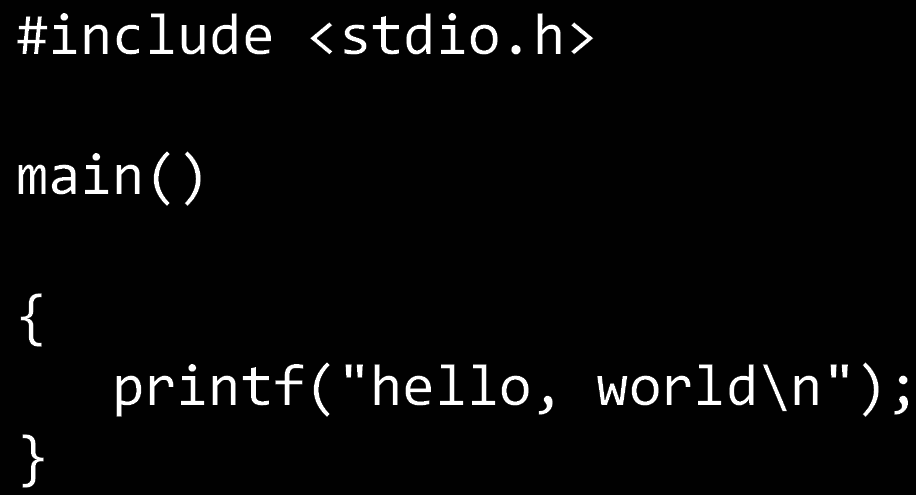 #include <stdio.h>
main()
{
printf("hello, world\n");
}